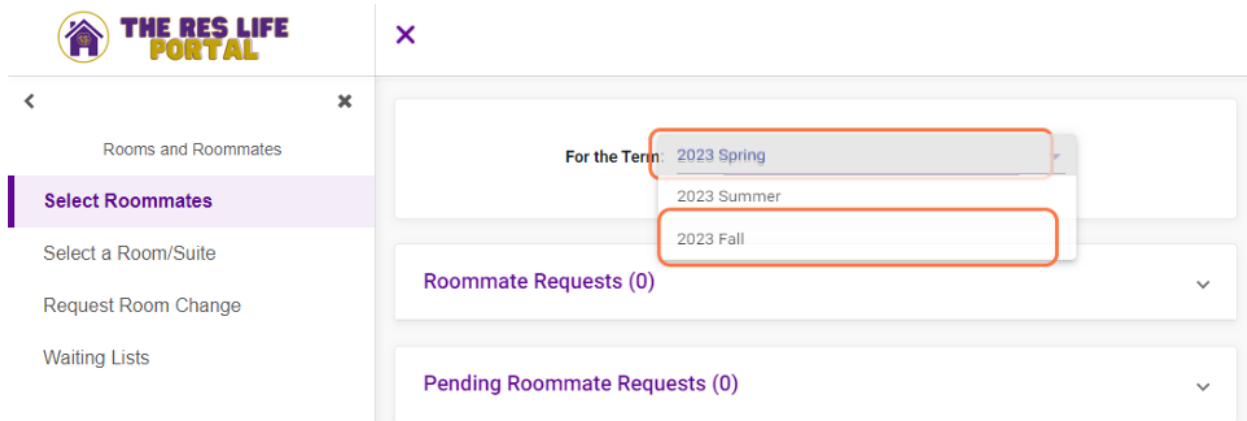 THE RES LIFE
PORTAL
Rooms and Roommates
Select Roommates
Select a Room/Suite
Request Room Change
Waiting Lists
For the Term: 2023 Spring
2023 Summer
2023 Fall
Roommate Requests (0)
Pending Roommate Requests (0)